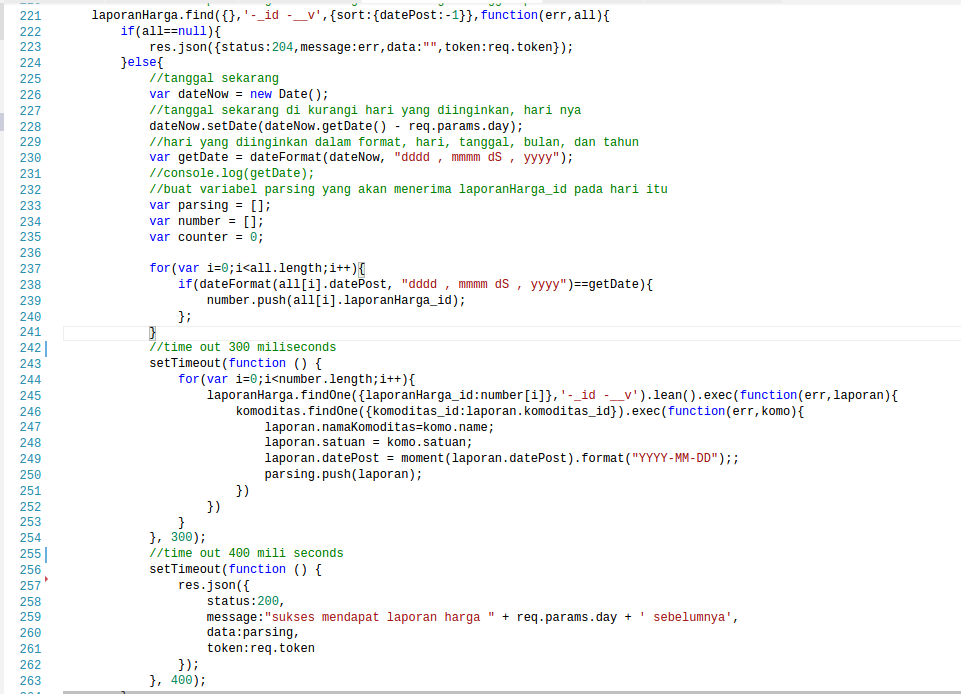 221 laporanHarga.find({},'-_id -__v',{sort:{datePost:-1}},function(err,all){
222 if(all==null){
223 res.json({status:204,message:err,data:"",token:req.token});
224 }else{
225 //tanggal sekarang
226 var dateNow = new Date();
227 //tanggal sekarang di kurangi hari yang diinginkan, hari nya
228 dateNow.setDate(dateNow.getDate() - req.params.day);
229 //hari yang diinginkan dalam format, hari, tanggal, bulan, dan tahun
230 var getDate = dateFormat(dateNow, "dddd , mmmm dS , yyyy");
231 //console.log(getDate);
232 //buat variabel parsing yang akan menerima laporanHarga_id pada hari itu
233 var parsing = [];
234 var number = [];
235 var counter = 0;
236
237 for(var i=0;i<all.length;i++){
238 if(dateFormat(all[i].datePost, "dddd , mmmm dS , yyyy")==getDate){
239 number.push(all[i].laporanHarga_id);
240 };
241 }
242 //time out 300 miliseconds
243 setTimeout(function () {
244 for(var i=0;i<number.length;i++){
245 laporanHarga.findOne({laporanHarga_id:number[i]},'-_id -__v').lean().exec(function(err,laporan){
246 komoditas.findOne({komoditas_id:laporan.komoditas_id}).exec(function(err,komo){
247 laporan.namaKomoditas=komo.name;
248 laporan.satuan = komo.satuan;
249 laporan.datePost = moment(laporan.datePost).format("YYYY-MM-DD");;
250 parsing.push(laporan);
251 })
252 })
253 }
254 }, 300);
255 //time out 400 mili seconds
256 setTimeout(function () {
257 res.json({
258 status:200,
259 message:"sukses mendapat laporan harga " + req.params.day + ' sebelumnya',
260 data:parsing,
261 token:req.token
262 });
263 }, 400);